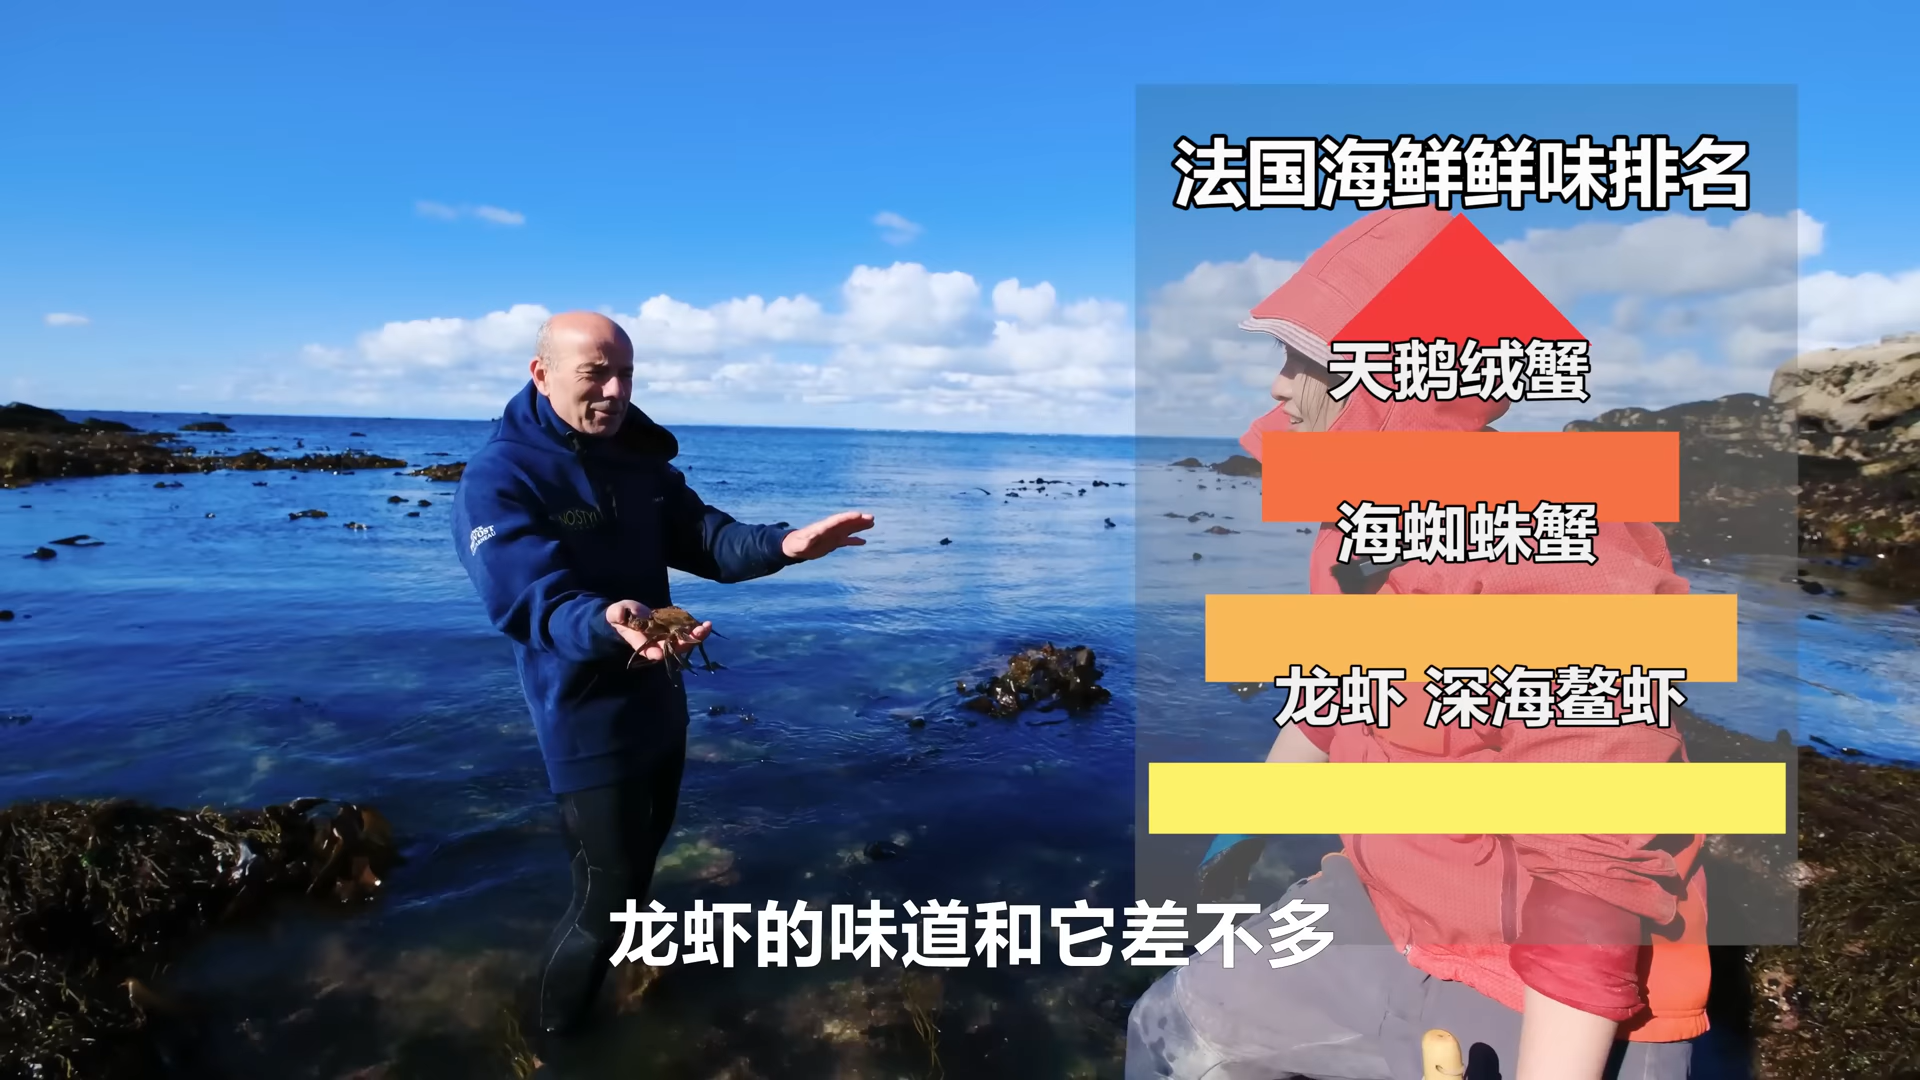 法国海鲜鲜味排名
天鹅绒蟹
海蜘蛛蟹
龙虾 深海螯虾
龙虾的味道和它差不多